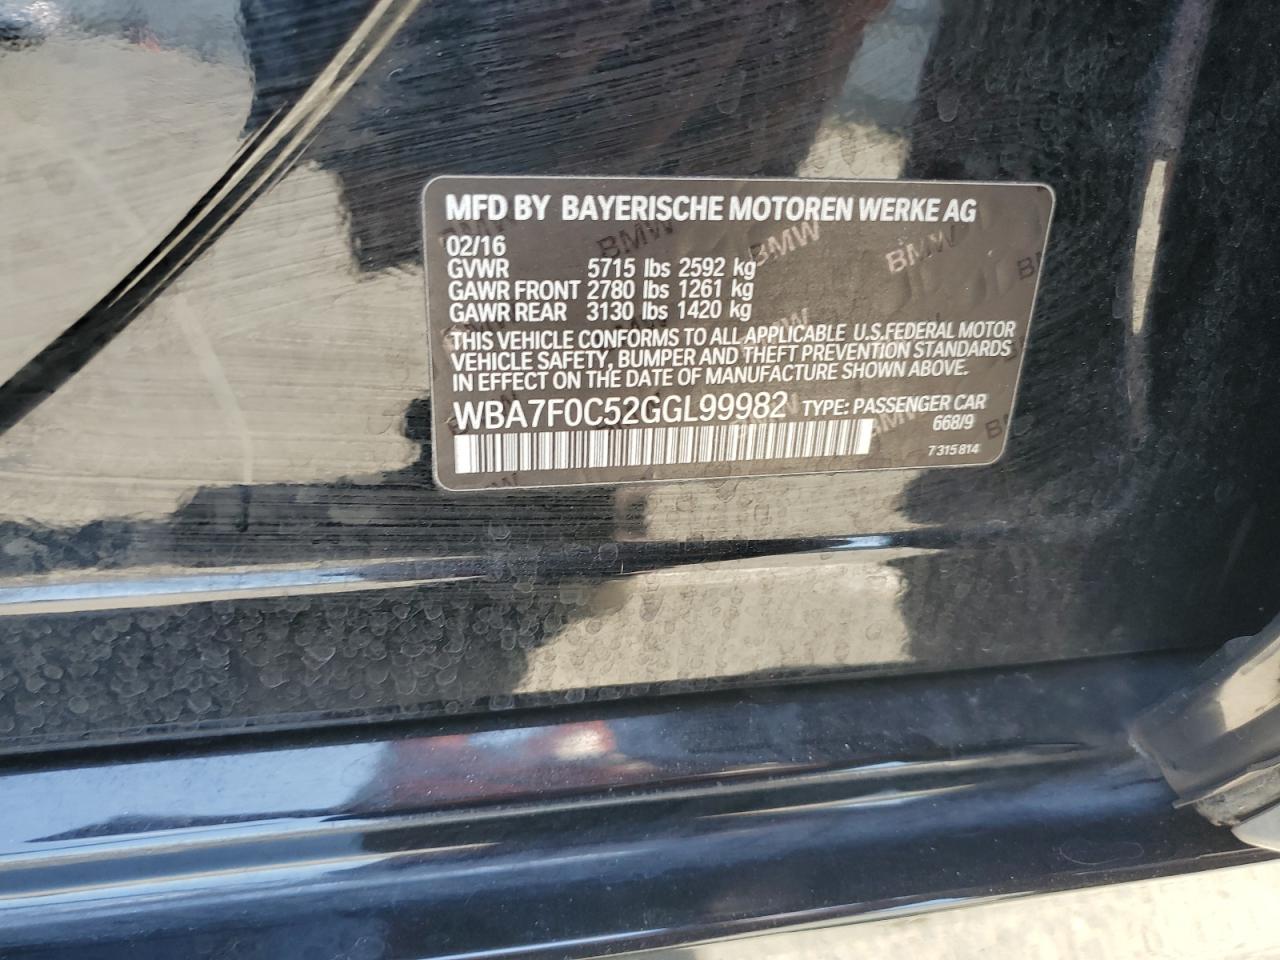 MFD BY BAYERISCHE MOTOREN WERKE AG
02/16
GVWR 5715 lbs 2592 kg
GAWR FRONT 2780 lbs 1261 kg
GAWR REAR 3130 lbs 1420 kg
THIS VEHICLE CONFORMS TO ALL APPLICABLE U.S.FEDERAL MOTOR
VEHICLE SAFETY, BUMPER AND THEFT PREVENTION STANDARDS
IN EFFECT ON THE DATE OF MANUFACTURE SHOWN ABOVE.
WBA7F0C52GGL99982 TYPE: PASSENGER CAR
668/9
7 315 814
BMW BMW BMW